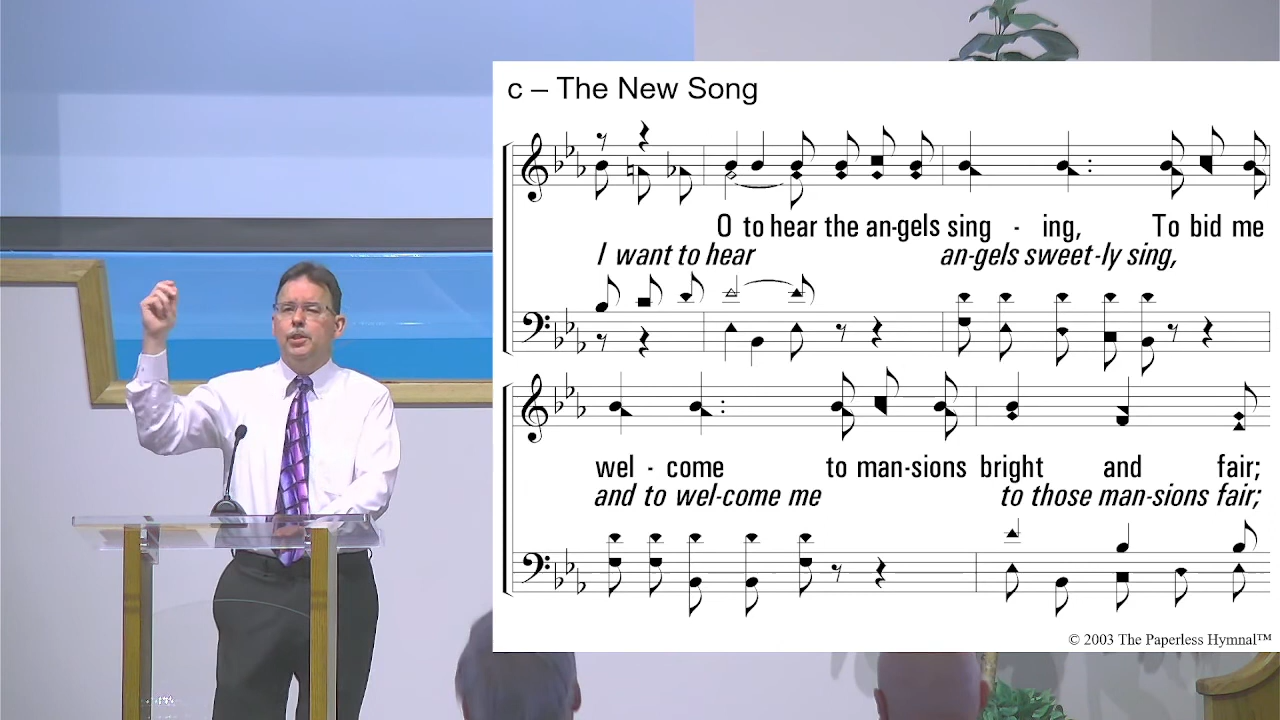 c – The New Song
O to hear the an-gels sing - ing, To bid me
I want to hear an-gels sweet-ly sing,
wel - come to man-sions bright and fair;
and to wel-come me to those man-sions fair;
© 2003 The Paperless Hymnal™